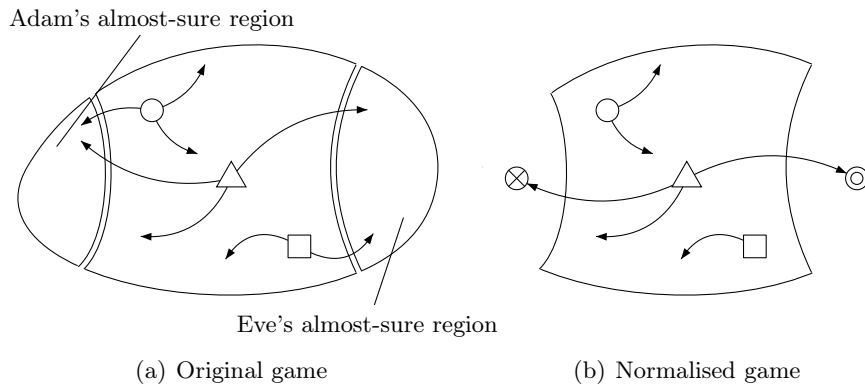 Adam's almost-sure region
Eve's almost-sure region
(a) Original game
(b) Normalised game